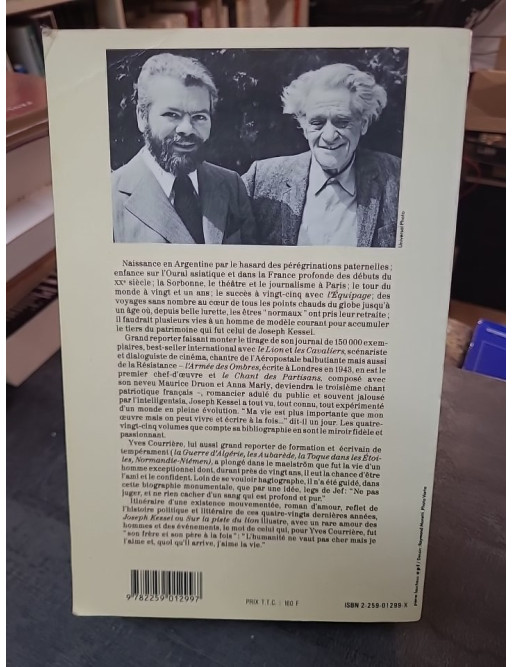 Universal Photo
Naissance en Argentine par le hasard des pérégrinations paternelles ;
enfance sur l'Oural asiatique et dans la France profonde des débuts du
XXe siècle ; la Sorbonne, le théâtre et le journalisme à Paris ; le tour du
monde à vingt et un ans ; le succès à vingt-cinq avec l'Équipage ; des
voyages sans nombre au cœur de tous les points chauds du globe jusqu'à
un âge où, depuis belle lurette, les êtres "normaux" ont pris leur retraite ;
il faudrait plusieurs vies à un homme de modèle courant pour accumuler
le tiers du patrimoine qui fut celui de Joseph Kessel.
Grand reporter faisant monter le tirage de son journal de 150 000 exem-
plaires, best-seller international avec le Lion et les Cavaliers, scénariste
et dialoguiste de cinéma, chantre de l'Aéropostale balbutiante mais aussi
de la Résistance – l'Armée des Ombres, écrite à Londres en 1943, en est le
premier chef-d'œuvre et le Chant des Partisans, composé avec
son neveu Maurice Druon et Anna Marly, deviendra le troisième chant
patriotique français –, romancier adulé du public et souvent jalousé
par l'intelligentsia, Joseph Kessel a tout vu, tout connu, tout expérimenté
d'un monde en pleine évolution. "Ma vie est plus importante que mon
œuvre mais on peut vivre et écrire à la fois..." dit-il un jour. Les quatre-
vingt-cinq volumes que compte sa bibliographie en sont le miroir fidèle et
passionnant.
Yves Courrière, lui aussi grand reporter de formation et écrivain de
tempérament (la Guerre d'Algérie, les Aubarède, la Toque dans les Étoi-
les, Normandie-Niémen), a plongé dans le maelström que fut la vie d'un
homme exceptionnel dont, durant près de vingt ans, il eut la chance d'être
l'ami et le confident. Loin de se vouloir hagiographe, il n'a été guidé, dans
cette biographie monumentale, que par une idée, legs de Jef : "Ne pas
juger, et ne rien cacher d'un sang qui est profond et pur."
Itinéraire d'une existence mouvementée, roman d'amour, reflet de
l'histoire politique et littéraire de ces quatre-vingts dernières années,
Joseph Kessel ou Sur la piste du lion illustre, avec un rare amour des
hommes et des événements, le mot de celui qui, pour Yves Courrière, fut
"son frère et son père à la fois" : "L'humanité ne vaut pas cher mais je
l'aime et, quoi qu'il arrive, j'aime la vie."
9 782259 012997
PRIX T.T.C. : 160 F
ISBN 2-259-01299-X